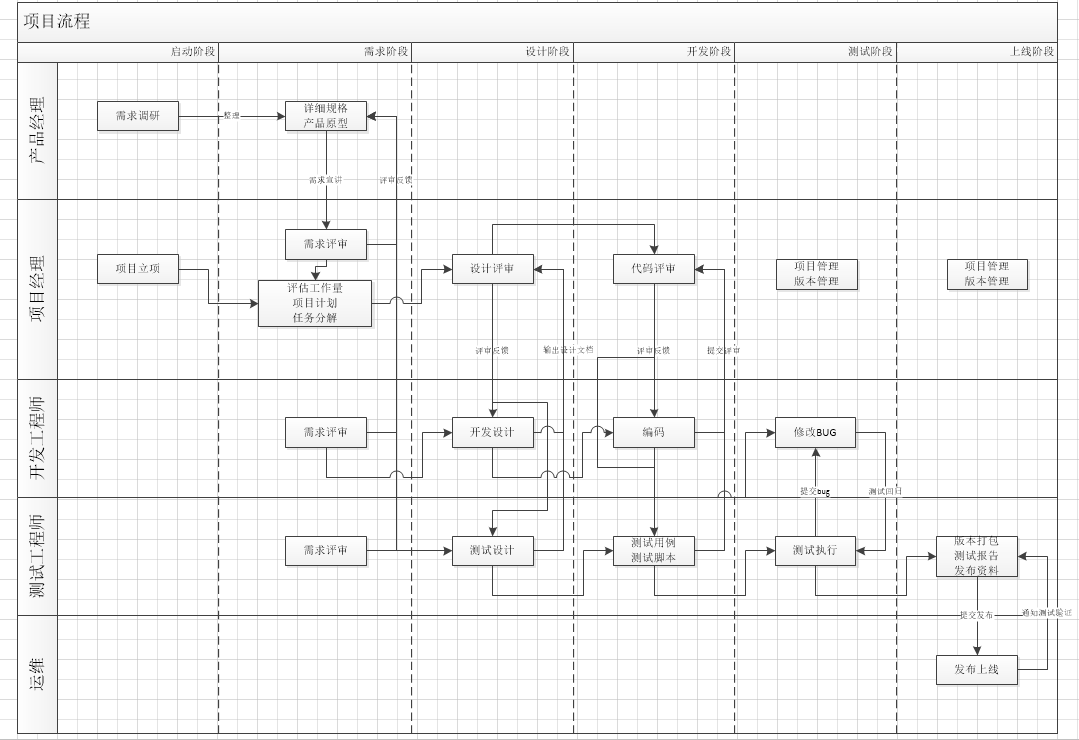 项目流程
启动阶段
需求阶段
设计阶段
开发阶段
测试阶段
上线阶段
产品经理
需求调研
整理
详细规格
产品原型
需求宣讲
评审反馈
项目经理
项目立项
需求评审
评估工作量
项目计划
任务分解
设计评审
代码评审
项目管理
版本管理
项目管理
版本管理
评审反馈
输出设计文档
评审反馈
提交评审
开发工程师
需求评审
开发设计
编码
修改BUG
提交bug
测试回归
测试工程师
需求评审
测试设计
测试用例
测试脚本
测试执行
版本打包
测试报告
发布资料
提交发布
通知测试验证
运维
发布上线